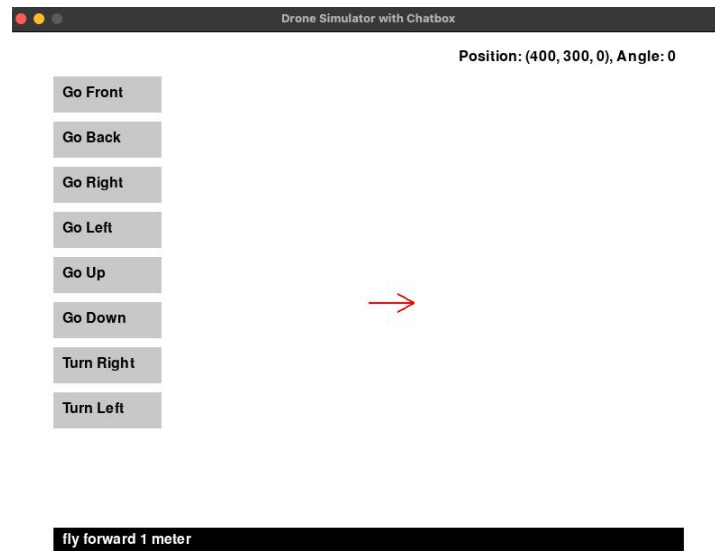 Drone Simulator with Chatbox
Position: (400, 300, 0), Angle: 0
Go Front
Go Back
Go Right
Go Left
Go Up
Go Down
Turn Right
Turn Left
fly forward 1 meter